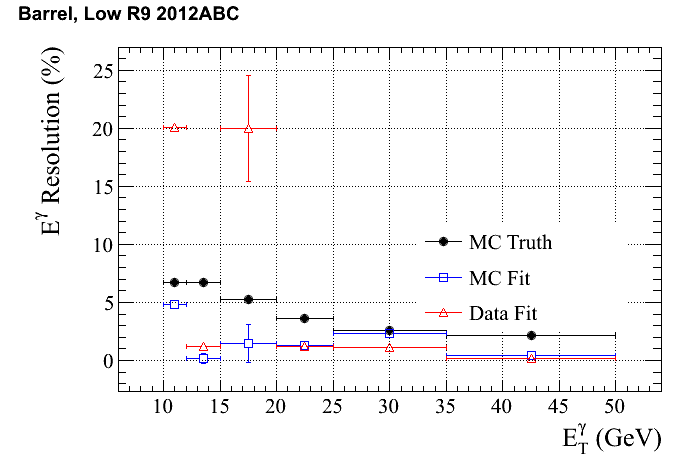 Barrel, Low R9 2012ABC
E^γ Resolution (%)
25
20
15
10
5
0
MC Truth
MC Fit
Data Fit
10 15 20 25 30 35 40 45 50
E_T^γ (GeV)